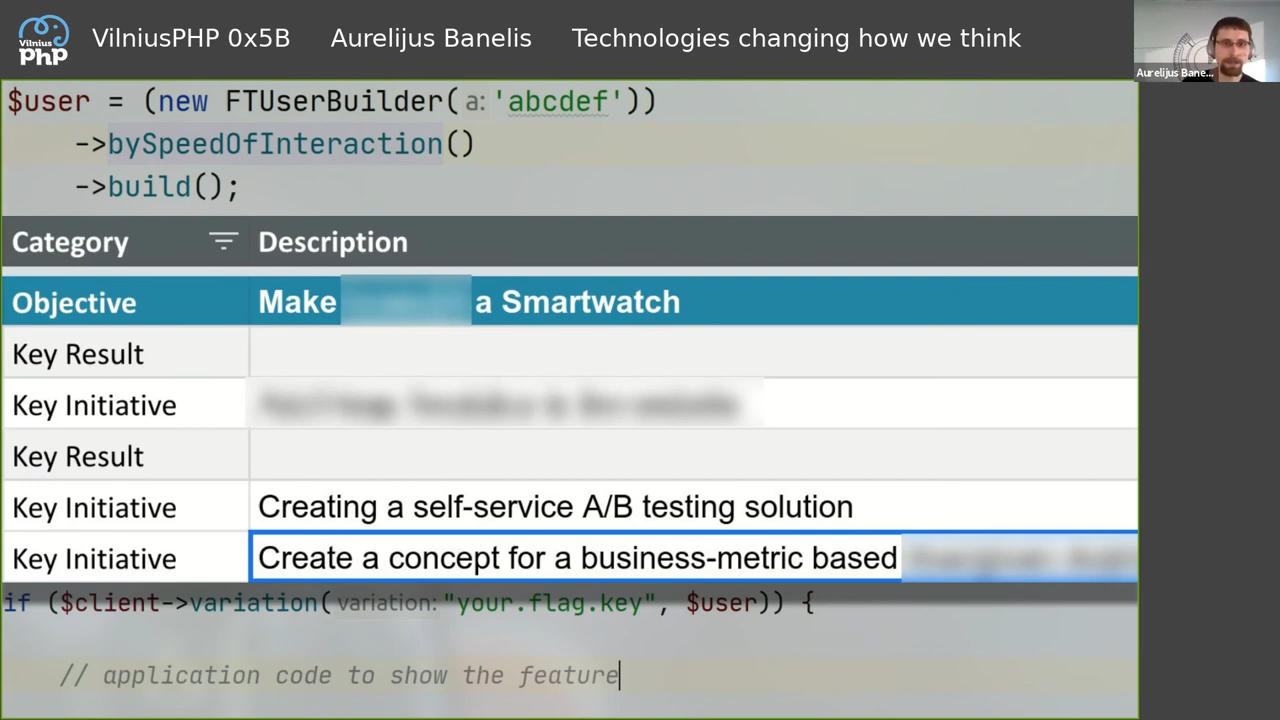 Vilnius
php
VilniusPHP 0x5B Aurelijus Banelis Technologies changing how we think
Aurelijus Bane...
$user = (new FTUserBuilder( a: 'abcdef'))
->bySpeedOfInteraction()
->build();
Category Description
Objective Make a Smartwatch
Key Result
Key Initiative
Key Result
Key Initiative Creating a self-service A/B testing solution
Key Initiative Create a concept for a business-metric based
if ($client->variation( variation: "your.flag.key", $user)) {
// application code to show the feature